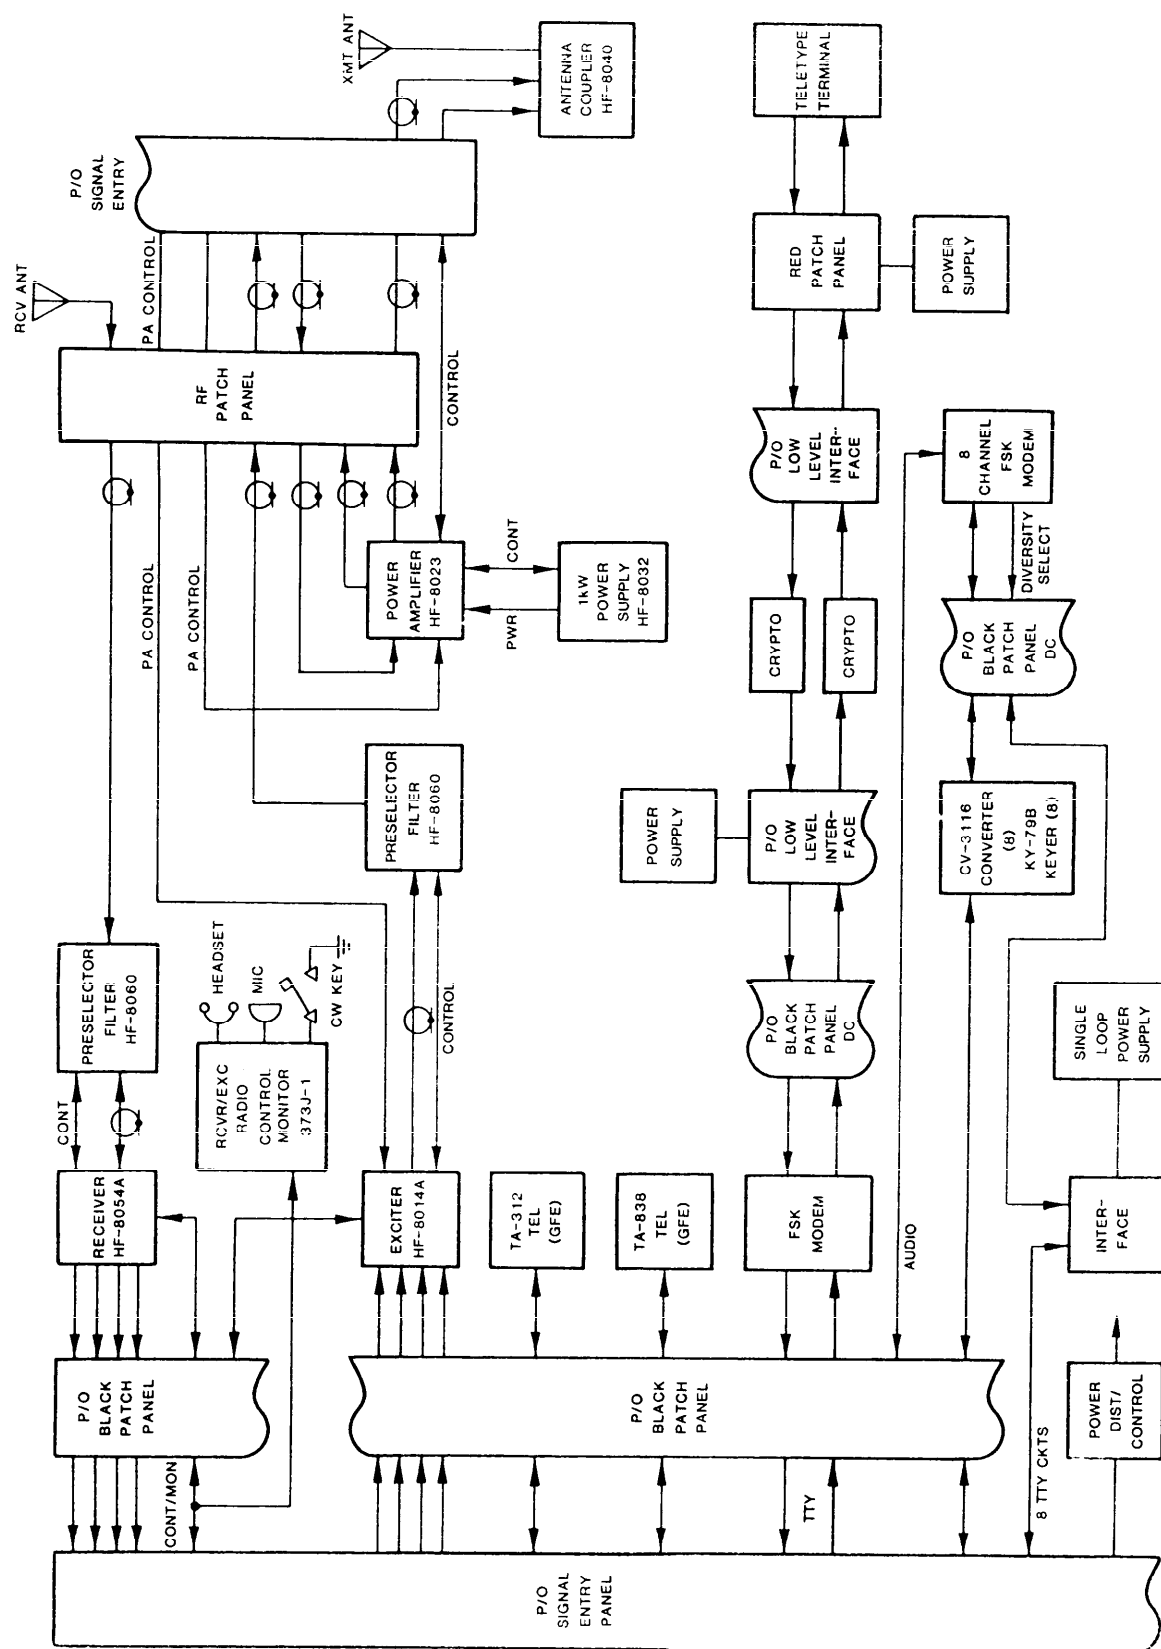 RCV ANT
XMT ANT
P/O
SIGNAL
ENTRY
ANTENNA
COUPLER
HF-8040
PA CONTROL
RF
PATCH
PANEL
CONTROL
PA CONTROL
PA CONTROL
POWER
AMPLIFIER
HF-8023
CONT
PWR
1kW
POWER
SUPPLY
HF-8032
PRESELECTOR
FILTER
HF-8060
PRESELECTOR
FILTER
HF-8060
CONT
HEADSET
MIC
CW KEY
RCVR/EXC
RADIO
CONTROL
MONITOR
373J-1
CONTROL
RECEIVER
HF-8054A
EXCITER
HF-8014A
TA-312
TEL
(GFE)
TA-838
TEL
(GFE)
FSK
MODEM
P/O
BLACK
PATCH
PANEL
P/O
BLACK
PATCH
PANEL
CONT/MON
TTY
8 TTY CKTS
P/O
SIGNAL
ENTRY
PANEL
TELETYPE
TERMINAL
RED
PATCH
PANEL
POWER
SUPPLY
P/O
LOW
LEVEL
INTER-
FACE
CRYPTO
CRYPTO
POWER
SUPPLY
P/O
LOW
LEVEL
INTER-
FACE
P/O
BLACK
PATCH
PANEL
DC
AUDIO
8
CHANNEL
FSK
MODEM
DIVERSITY
SELECT
P/O
BLACK
PATCH
PANEL
DC
CV-3116
CONVERTER
(8)
KY-79B
KEYER (8)
SINGLE
LOOP
POWER
SUPPLY
INTER-
FACE
POWER
DIST/
CONTROL